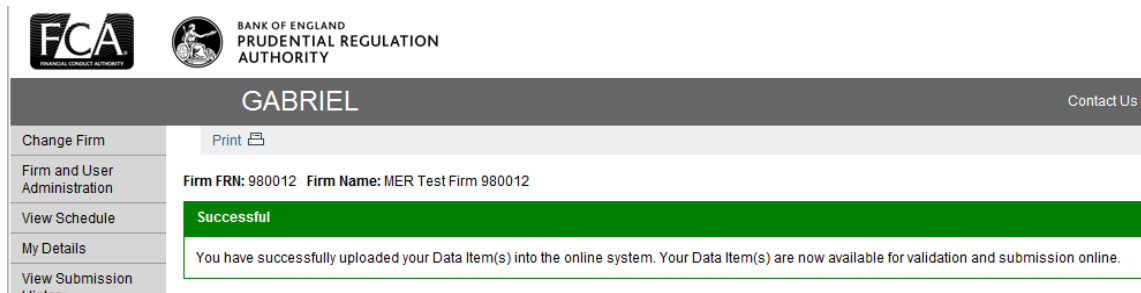 FCA
FINANCIAL CONDUCT AUTHORITY
BANK OF ENGLAND
PRUDENTIAL REGULATION
AUTHORITY
GABRIEL
Contact Us
Change Firm
Print
Firm and User
Administration
Firm FRN: 980012 Firm Name: MER Test Firm 980012
View Schedule
Successful
My Details
You have successfully uploaded your Data Item(s) into the online system. Your Data Item(s) are now available for validation and submission online.
View Submission